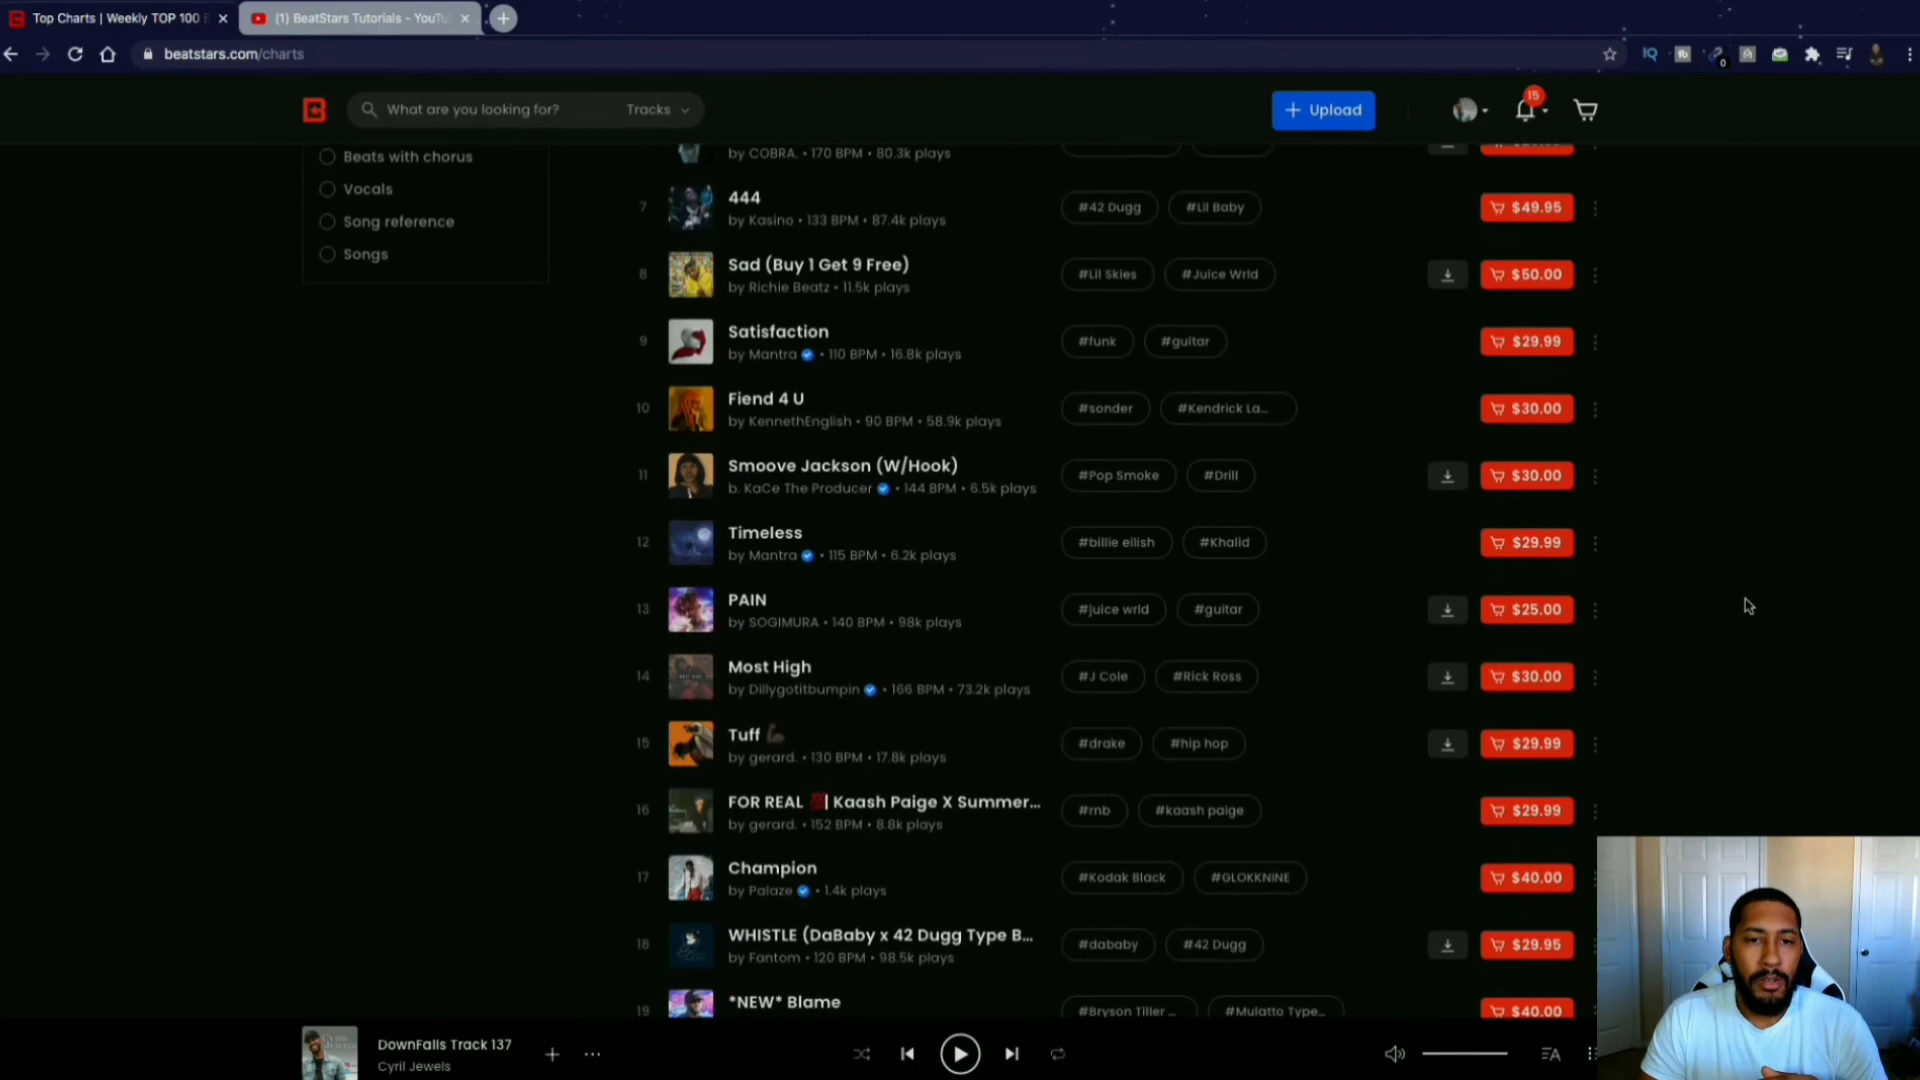 Top Charts | Weekly TOP 100
(1) BeatStars Tutorials - YouTu
beatstars.com/charts
What are you looking for?
Tracks
Upload
15
0
Beats with chorus
Vocals
Song reference
Songs
by COBRA. • 170 BPM • 80.3k plays
7
444
by Kasino • 133 BPM • 87.4k plays
#42 Dugg
#Lil Baby
$49.95
8
Sad (Buy 1 Get 9 Free)
by Richie Beatz • 11.5k plays
#Lil Skies
#Juice Wrld
$50.00
9
Satisfaction
by Mantra • 110 BPM • 16.8k plays
#funk
#guitar
$29.99
10
Fiend 4 U
by KennethEnglish • 90 BPM • 58.9k plays
#sonder
#Kendrick La...
$30.00
11
Smoove Jackson (W/Hook)
b. KaCe The Producer • 144 BPM • 6.5k plays
#Pop Smoke
#Drill
$30.00
12
Timeless
by Mantra • 115 BPM • 6.2k plays
#billie eilish
#Khalid
$29.99
13
PAIN
by SOGIMURA • 140 BPM • 98k plays
#juice wrld
#guitar
$25.00
14
Most High
by Dillygotitbumpin • 166 BPM • 73.2k plays
#J Cole
#Rick Ross
$30.00
15
Tuff
by gerard. • 130 BPM • 17.8k plays
#drake
#hip hop
$29.99
16
FOR REAL | Kaash Paige X Summer...
by gerard. • 152 BPM • 8.8k plays
#rnb
#kaash paige
$29.99
17
Champion
by Palaze • 1.4k plays
#Kodak Black
#GLOKKNINE
$40.00
18
WHISTLE (DaBaby x 42 Dugg Type B...
by Fantom • 120 BPM • 98.5k plays
#dababy
#42 Dugg
$29.95
19
*NEW* Blame
#Bryson Tiller ...
#Mulatto Type...
$40.00
DownFalls Track 137
Cyril Jewels